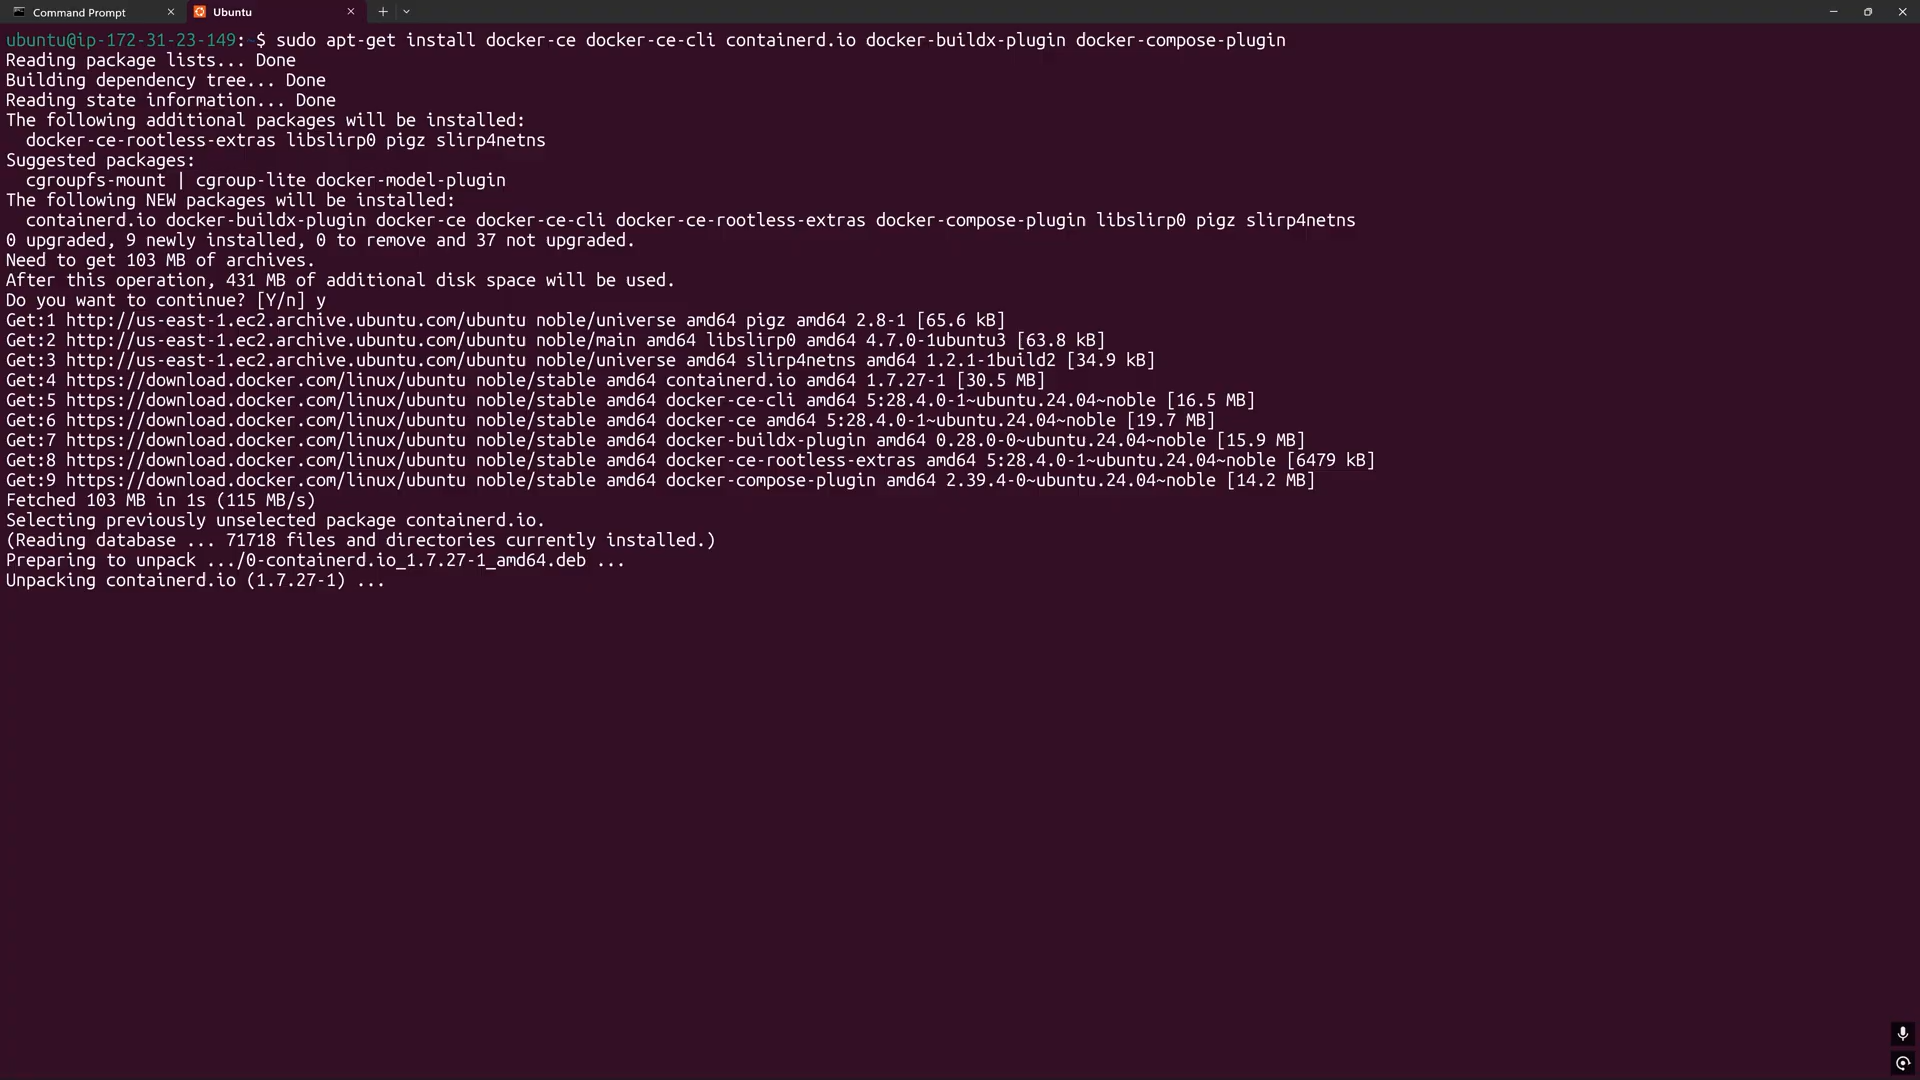 Command Prompt
Ubuntu
ubuntu@ip-172-31-23-149:~$ sudo apt-get install docker-ce docker-ce-cli containerd.io docker-buildx-plugin docker-compose-plugin
Reading package lists... Done
Building dependency tree... Done
Reading state information... Done
The following additional packages will be installed:
  docker-ce-rootless-extras libslirp0 pigz slirp4netns
Suggested packages:
  cgroupfs-mount | cgroup-lite docker-model-plugin
The following NEW packages will be installed:
  containerd.io docker-buildx-plugin docker-ce docker-ce-cli docker-ce-rootless-extras docker-compose-plugin libslirp0 pigz slirp4netns
0 upgraded, 9 newly installed, 0 to remove and 37 not upgraded.
Need to get 103 MB of archives.
After this operation, 431 MB of additional disk space will be used.
Do you want to continue? [Y/n] y
Get:1 http://us-east-1.ec2.archive.ubuntu.com/ubuntu noble/universe amd64 pigz amd64 2.8-1 [65.6 kB]
Get:2 http://us-east-1.ec2.archive.ubuntu.com/ubuntu noble/main amd64 libslirp0 amd64 4.7.0-1ubuntu3 [63.8 kB]
Get:3 http://us-east-1.ec2.archive.ubuntu.com/ubuntu noble/universe amd64 slirp4netns amd64 1.2.1-1build2 [34.9 kB]
Get:4 https://download.docker.com/linux/ubuntu noble/stable amd64 containerd.io amd64 1.7.27-1 [30.5 MB]
Get:5 https://download.docker.com/linux/ubuntu noble/stable amd64 docker-ce-cli amd64 5:28.4.0-1~ubuntu.24.04~noble [16.5 MB]
Get:6 https://download.docker.com/linux/ubuntu noble/stable amd64 docker-ce amd64 5:28.4.0-1~ubuntu.24.04~noble [19.7 MB]
Get:7 https://download.docker.com/linux/ubuntu noble/stable amd64 docker-buildx-plugin amd64 0.28.0-0~ubuntu.24.04~noble [15.9 MB]
Get:8 https://download.docker.com/linux/ubuntu noble/stable amd64 docker-ce-rootless-extras amd64 5:28.4.0-1~ubuntu.24.04~noble [6479 kB]
Get:9 https://download.docker.com/linux/ubuntu noble/stable amd64 docker-compose-plugin amd64 2.39.4-0~ubuntu.24.04~noble [14.2 MB]
Fetched 103 MB in 1s (115 MB/s)
Selecting previously unselected package containerd.io.
(Reading database ... 71718 files and directories currently installed.)
Preparing to unpack .../0-containerd.io_1.7.27-1_amd64.deb ...
Unpacking containerd.io (1.7.27-1) ...